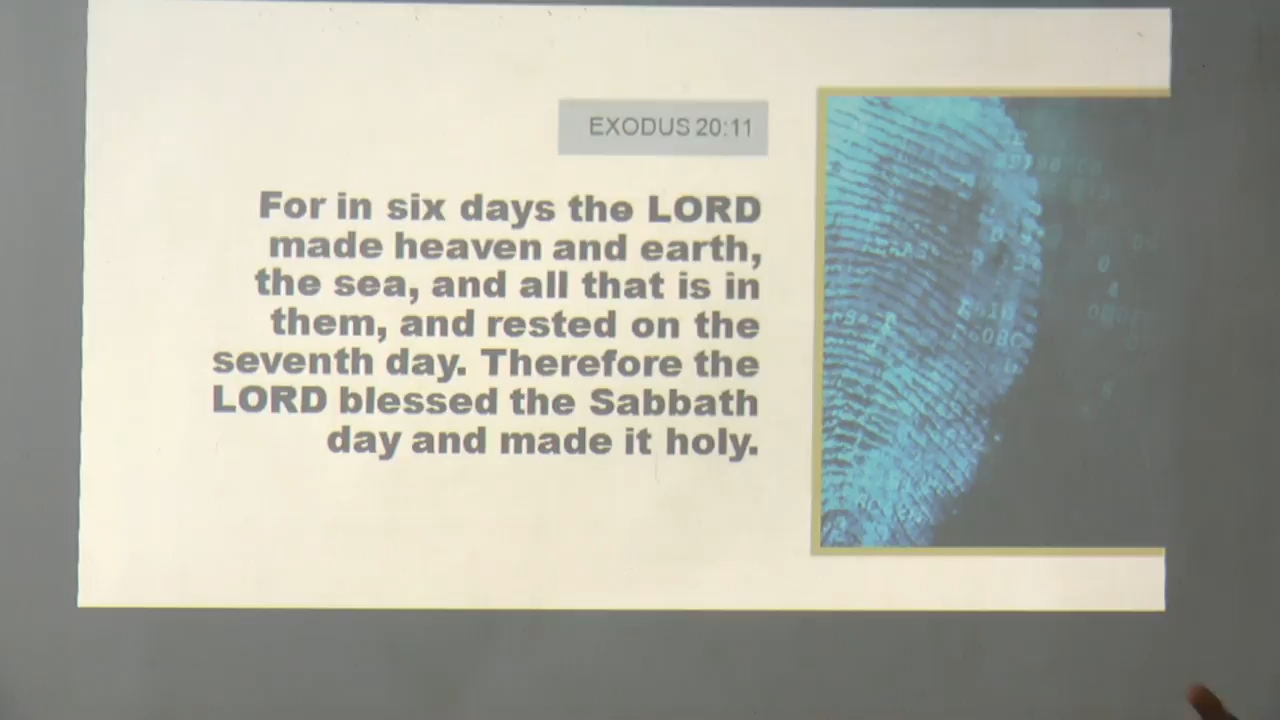 EXODUS 20:11
For in six days the LORD
made heaven and earth,
the sea, and all that is in
them, and rested on the
seventh day. Therefore the
LORD blessed the Sabbath
day and made it holy.